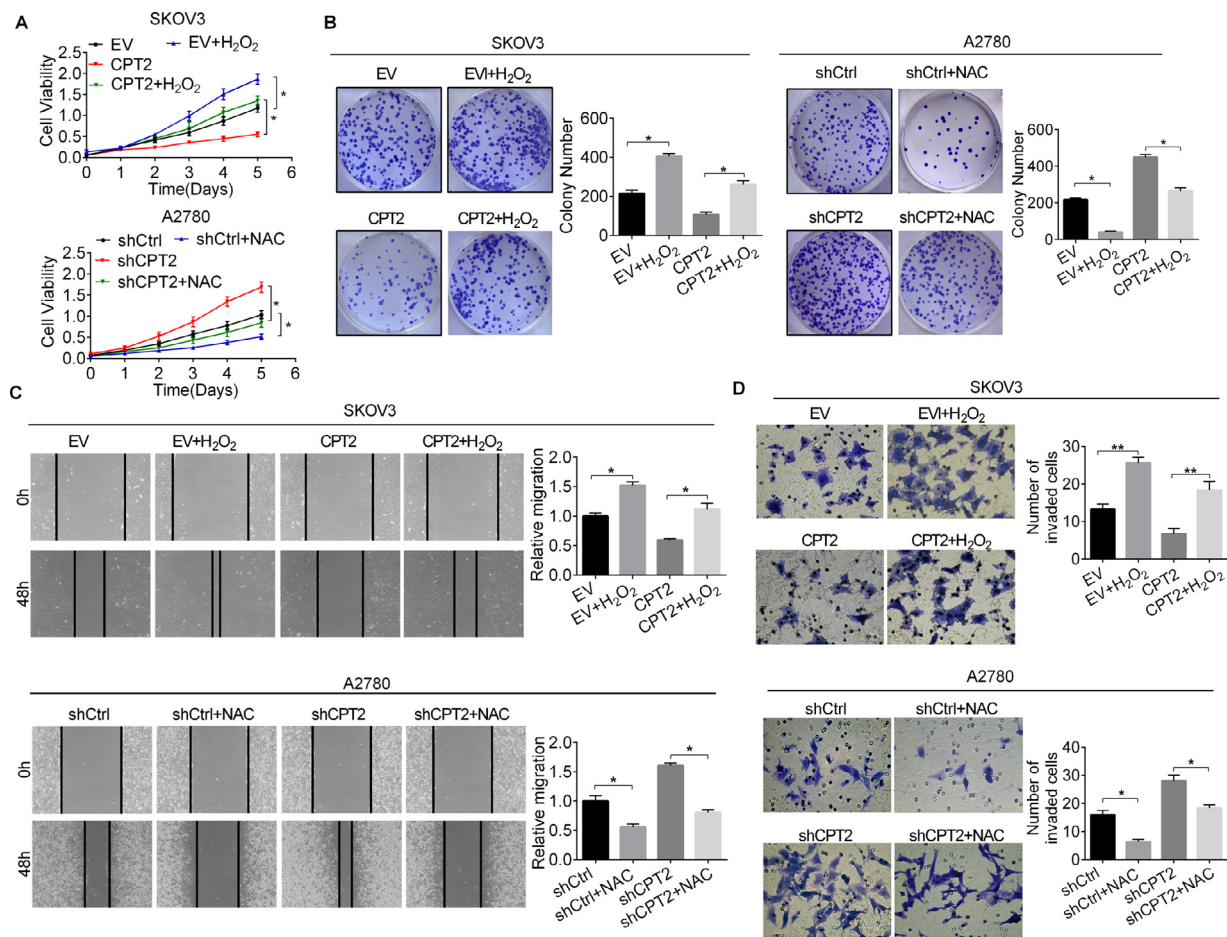 A
SKOV3
EV
EV+H₂O₂
CPT2
CPT2+H₂O₂
Cell Viability
2.5
2.0
1.5
1.0
0.5
0.0
0 1 2 3 4 5 6
Time(Days)
*
*
A2780
shCtrl
shCtrl+NAC
shCPT2
shCPT2+NAC
Cell Viability
2.5
2.0
1.5
1.0
0.5
0.0
0 1 2 3 4 5 6
Time(Days)
*
*
B
SKOV3
EV
EVI+H₂O₂
CPT2
CPT2+H₂O₂
Colony Number
600
400
200
0
*
*
EV
EV+H₂O₂
CPT2
CPT2+H₂O₂
A2780
shCtrl
shCtrl+NAC
shCPT2
shCPT2+NAC
Colony Number
600
400
200
0
*
*
EV
EV+H₂O₂
CPT2
CPT2+H₂O₂
C
SKOV3
EV
EV+H₂O₂
CPT2
CPT2+H₂O₂
0h
48h
Relative migration
2.0
1.5
1.0
0.5
0.0
*
*
EV
EV+H₂O₂
CPT2
CPT2+H₂O₂
A2780
shCtrl
shCtrl+NAC
shCPT2
shCPT2+NAC
0h
48h
Relative migration
2.0
1.5
1.0
0.5
0.0
*
*
shCtrl
shCtrl+NAC
shCPT2
shCPT2+NAC
D
SKOV3
EV
EVI+H₂O₂
CPT2
CPT2+H₂O₂
Number of
invaded cells
30
20
10
0
**
**
EV
EV+H₂O₂
CPT2
CPT2+H₂O₂
A2780
shCtrl
shCtrl+NAC
shCPT2
shCPT2+NAC
Number of
invaded cells
40
30
20
10
0
*
*
shCtrl
shCtrl+NAC
shCPT2
shCPT2+NAC